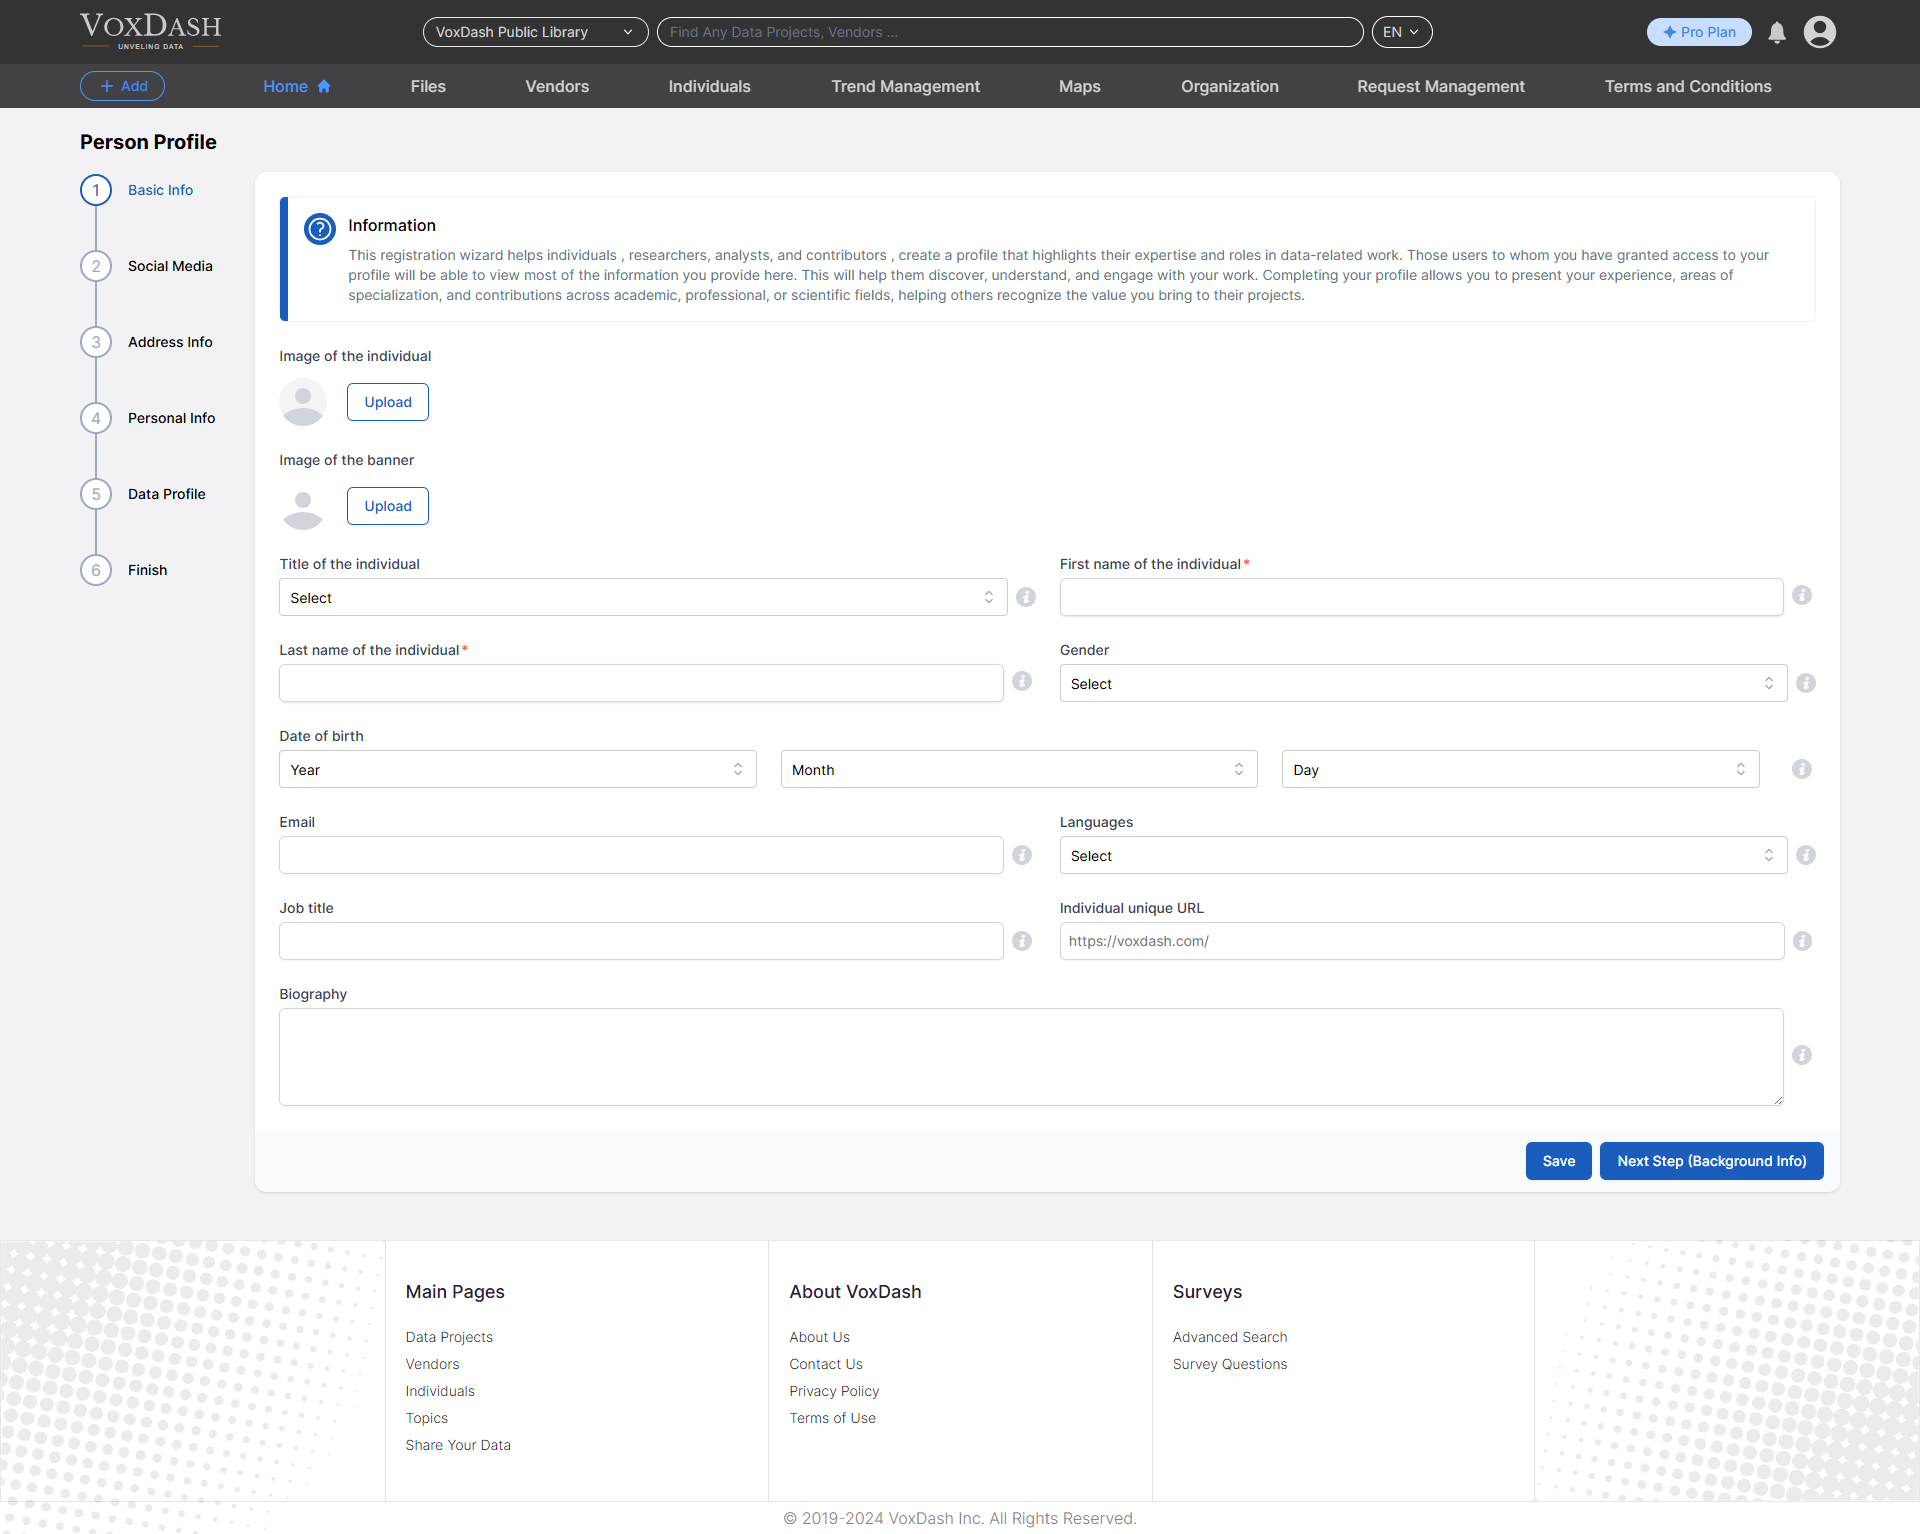 VOXDASH
UNVELING DATA
VoxDash Public Library
Find Any Data Projects, Vendors ...
EN
Pro Plan
Add
Home
Files
Vendors
Individuals
Trend Management
Maps
Organization
Request Management
Terms and Conditions
Person Profile
1 Basic Info
2 Social Media
3 Address Info
4 Personal Info
5 Data Profile
6 Finish
Information
This registration wizard helps individuals , researchers, analysts, and contributors , create a profile that highlights their expertise and roles in data-related work. Those users to whom you have granted access to your
profile will be able to view most of the information you provide here. This will help them discover, understand, and engage with your work. Completing your profile allows you to present your experience, areas of
specialization, and contributions across academic, professional, or scientific fields, helping others recognize the value you bring to their projects.
Image of the individual
Upload
Image of the banner
Upload
Title of the individual
Select
First name of the individual*
Last name of the individual*
Gender
Select
Date of birth
Year
Month
Day
Email
Languages
Select
Job title
Individual unique URL
https://voxdash.com/
Biography
Save
Next Step (Background Info)
Main Pages
Data Projects
Vendors
Individuals
Topics
Share Your Data
About VoxDash
About Us
Contact Us
Privacy Policy
Terms of Use
Surveys
Advanced Search
Survey Questions
© 2019-2024 VoxDash Inc. All Rights Reserved.